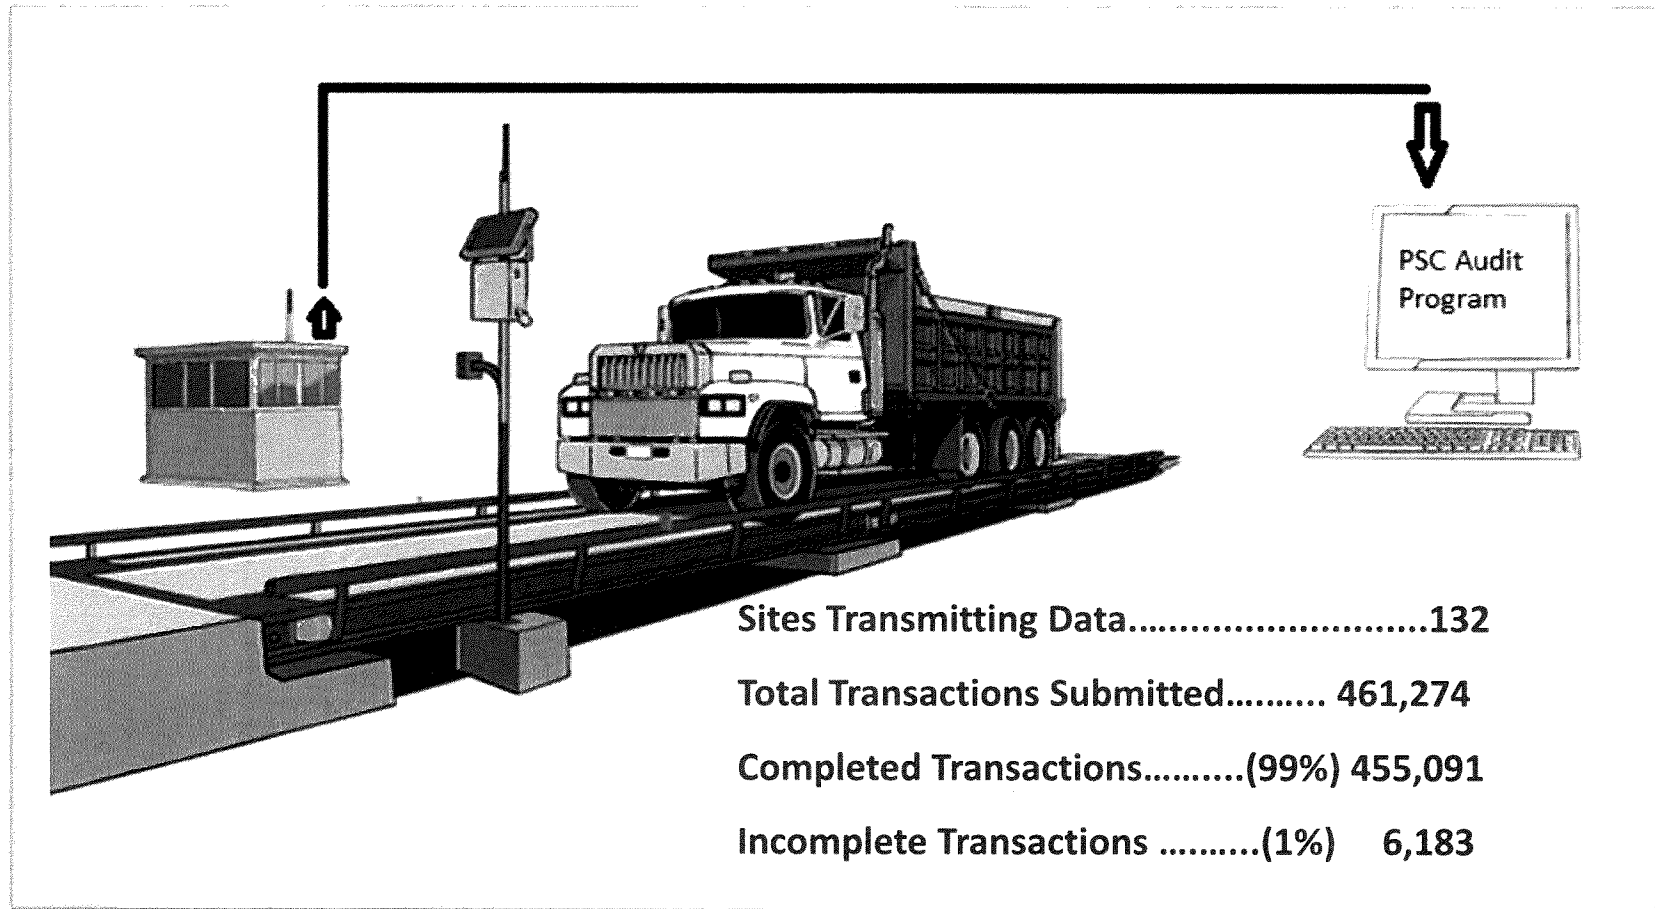 PSC Audit
Program
Sites Transmitting Data.............................132
Total Transactions Submitted.......... 461,274
Completed Transactions..........(99%) 455,091
Incomplete Transactions ..........(1%) 6,183